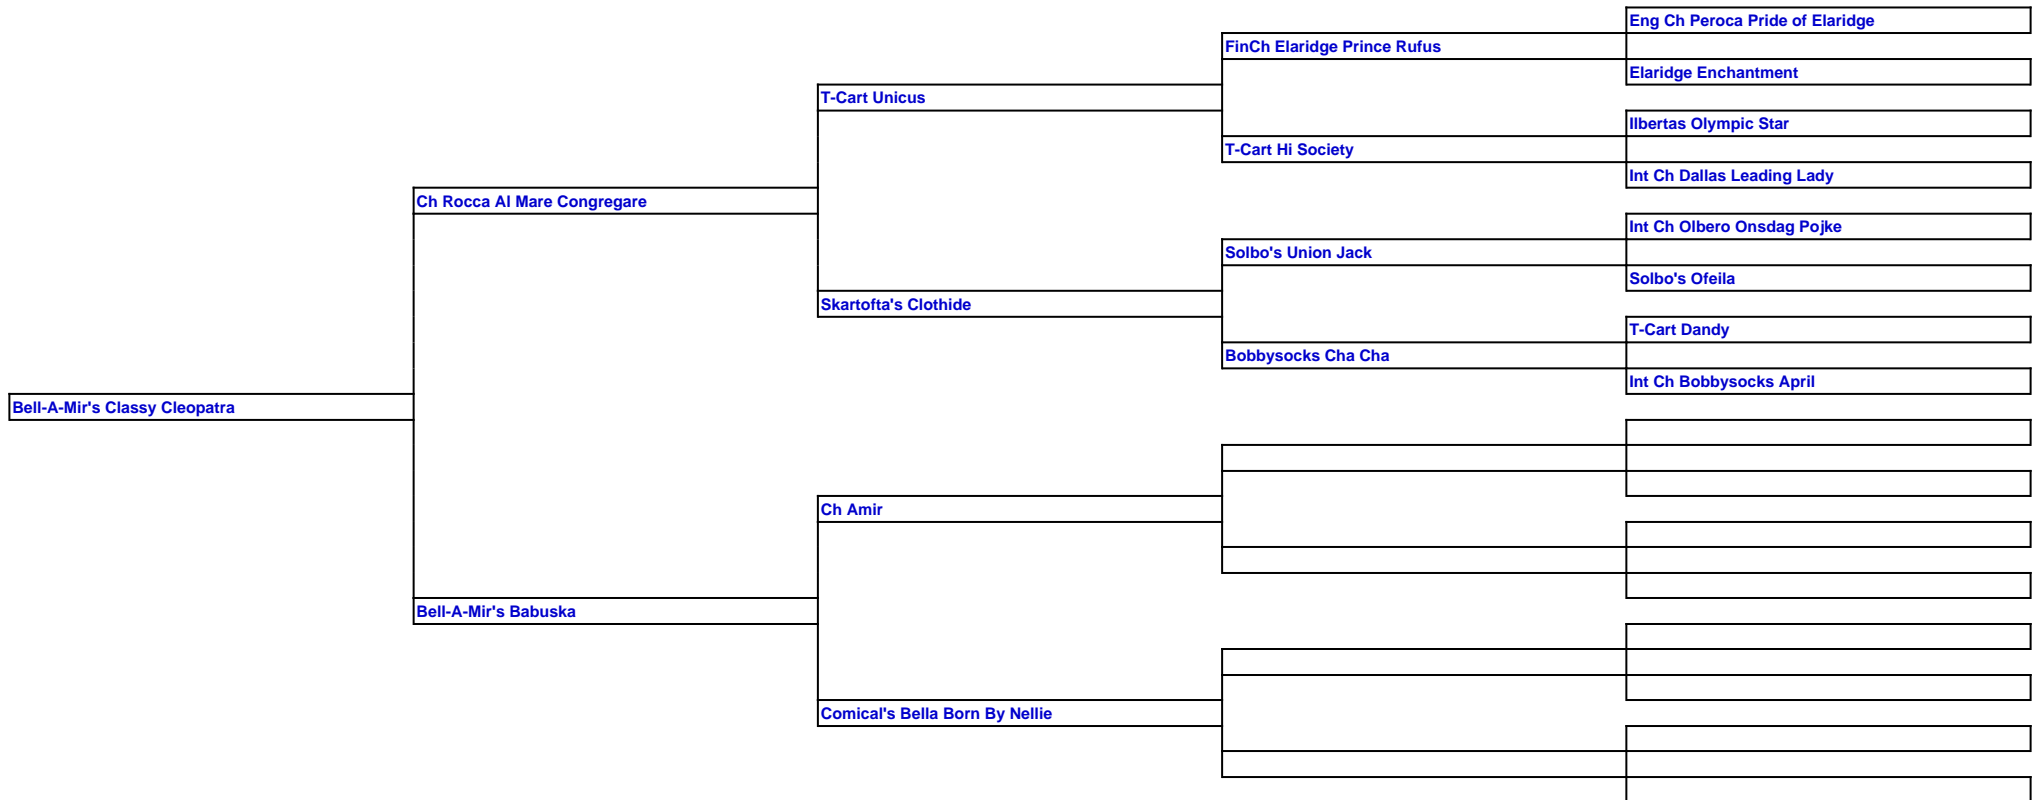 Eng Ch Peroca Pride of Elaridge
FinCh Elaridge Prince Rufus
Elaridge Enchantment
T-Cart Unicus
Ilbertas Olympic Star
T-Cart Hi Society
Int Ch Dallas Leading Lady
Ch Rocca Al Mare Congregare
Int Ch Olbero Onsdag Pojke
Solbo's Union Jack
Solbo's Ofeila
Skartofta's Clothide
T-Cart Dandy
Bobbysocks Cha Cha
Int Ch Bobbysocks April
Bell-A-Mir's Classy Cleopatra
Ch Amir
Bell-A-Mir's Babuska
Comical's Bella Born By Nellie